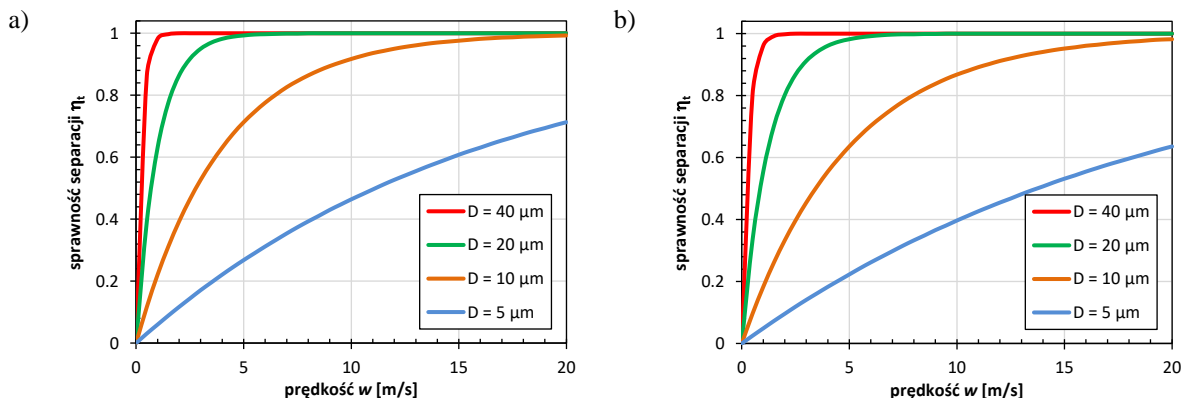 a)
sprawność separacji ηt
1
0.8
0.6
0.4
0.2
0
0
5
10
15
20
prędkość w [m/s]
D = 40 µm
D = 20 µm
D = 10 µm
D = 5 µm
b)
sprawność separacji ηt
1
0.8
0.6
0.4
0.2
0
0
5
10
15
20
prędkość w [m/s]
D = 40 µm
D = 20 µm
D = 10 µm
D = 5 µm